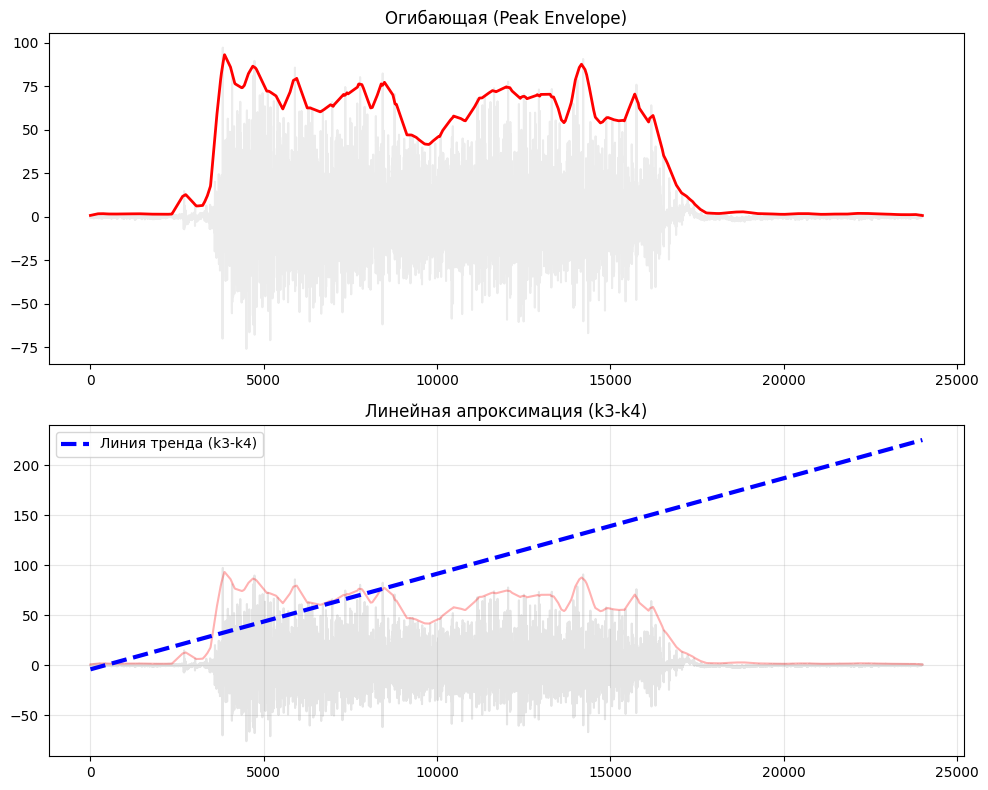 Огибающая (Peak Envelope)
100
75
50
25
0
−25
−50
−75
0 5000 10000 15000 20000 25000
Линейная апроксимация (k3-k4)
Линия тренда (k3-k4)
200
150
100
50
0
−50
0 5000 10000 15000 20000 25000